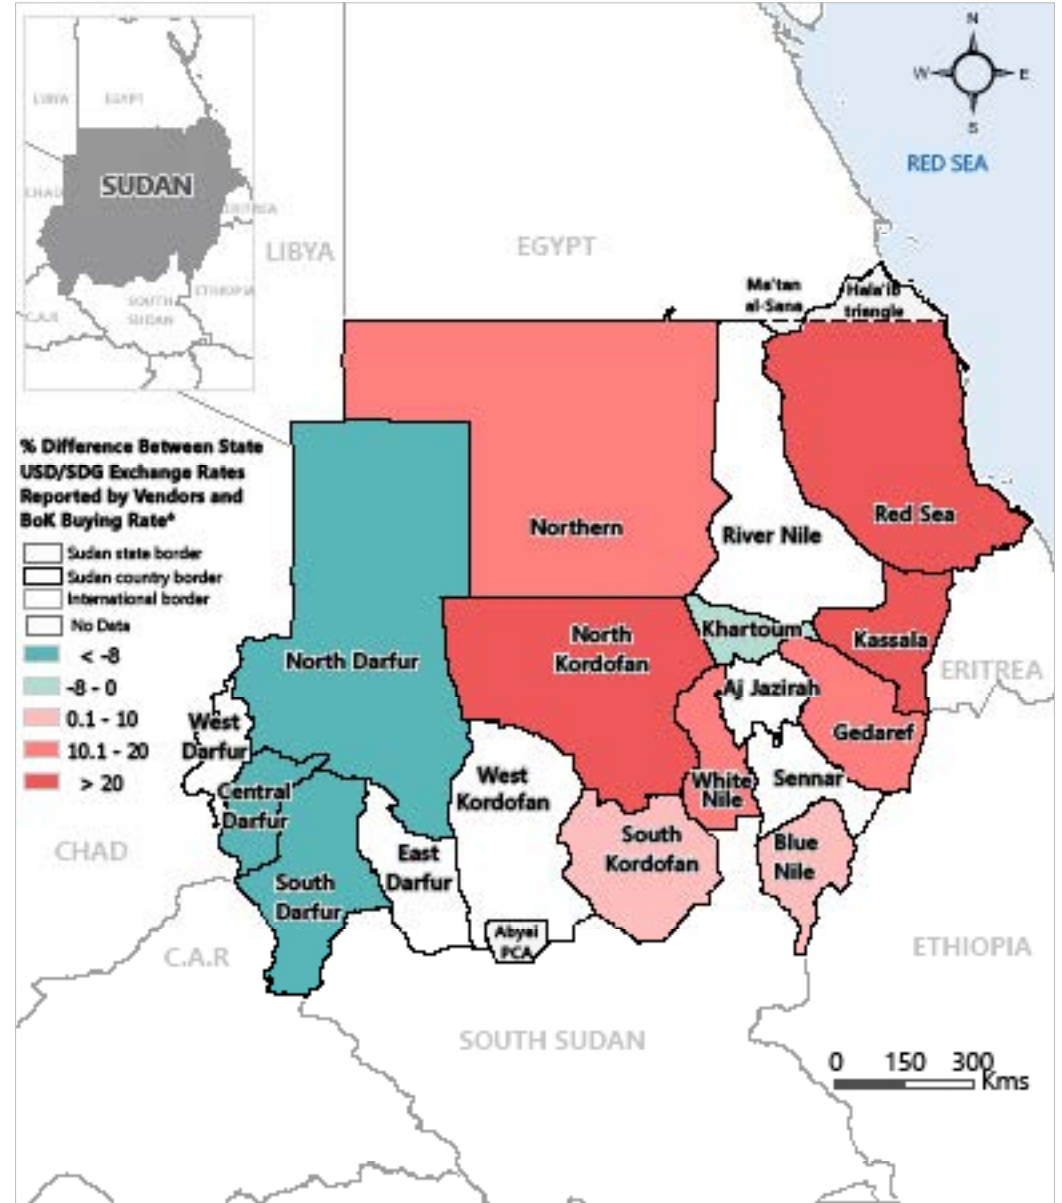 N
W
E
S
RED SEA
LIBYA
EGYPT
CHAD
SUDAN
ERITREA
ETHIOPIA
SOUTH
SUDAN
C.A.R
LIBYA
EGYPT
Ma'tan
al-Sana
Hala'ib
triangle
% Difference Between State
USD/SDG Exchange Rates
Reported by Vendors and
BoK Buying Rate*
Sudan state border
Sudan country border
International border
No Data
< -8
-8 - 0
0.1 - 10
10.1 - 20
> 20
Northern
River Nile
Red Sea
Khartoum
Kassala
North
Kordofan
North Darfur
ERITREA
Aj Jazirah
Gedaref
West
Darfur
West
Kordofan
White
Nile
Sennar
Central
Darfur
CHAD
South
Kordofan
Blue
Nile
East
Darfur
South
Darfur
Abyei
PCA
C.A.R
ETHIOPIA
SOUTH SUDAN
0 150 300
Kms